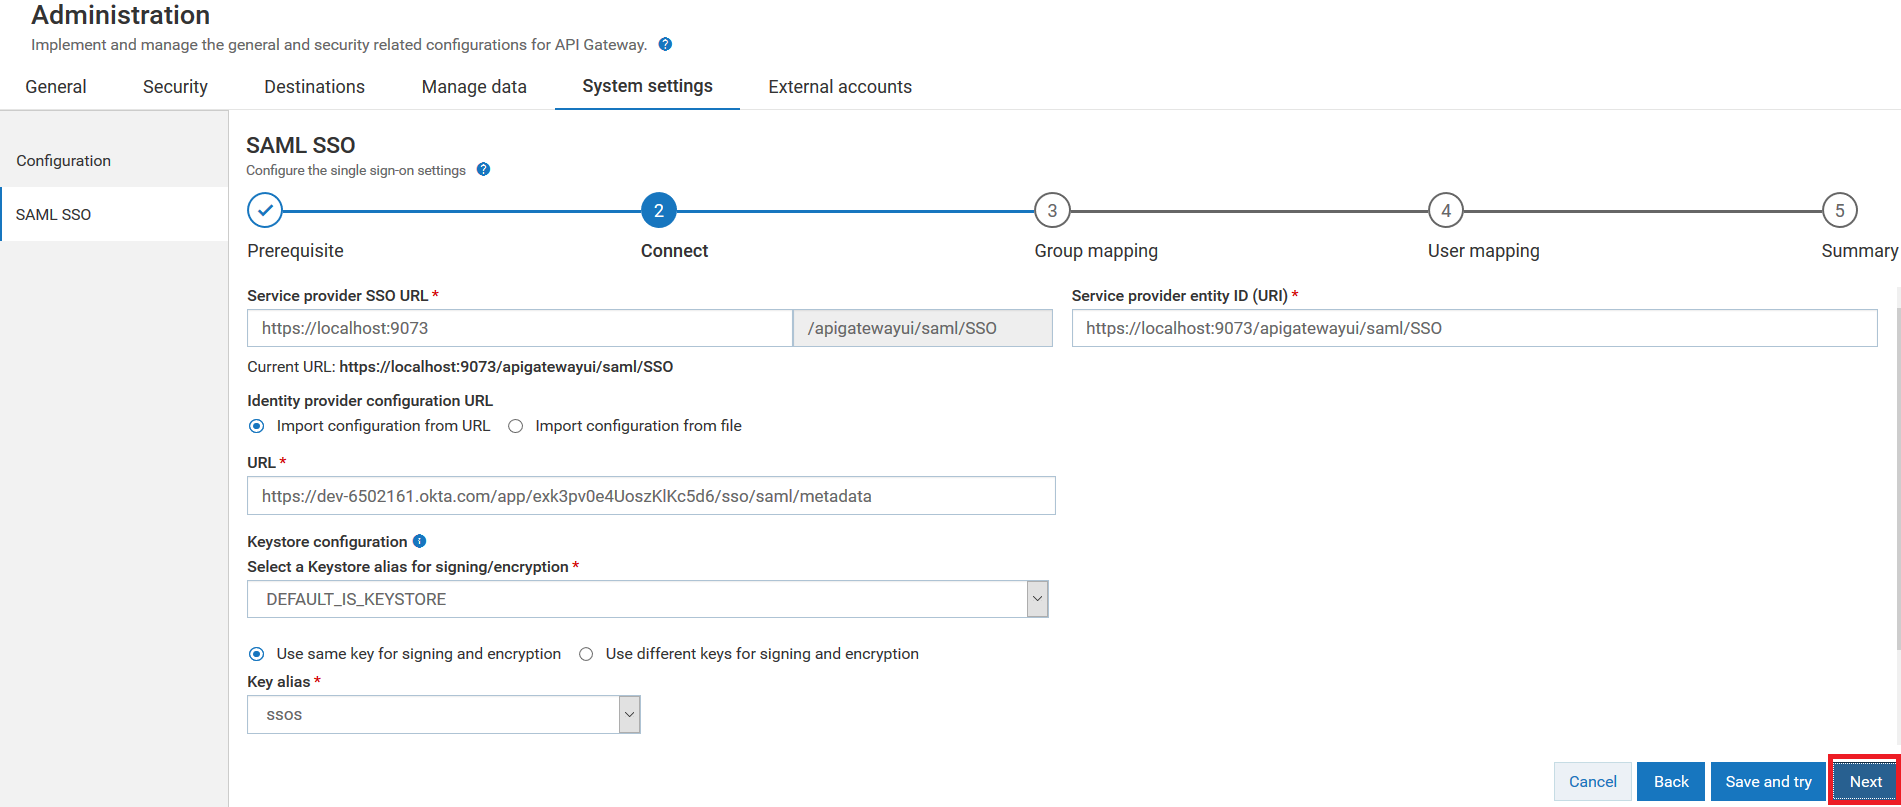 Administration
Implement and manage the general and security related configurations for API Gateway. ?
General Security Destinations Manage data System settings External accounts
Configuration
SAML SSO
SAML SSO
Configure the single sign-on settings ?
2 3 4 5
Prerequisite Connect Group mapping User mapping Summary
Service provider SSO URL * Service provider entity ID (URI) *
https://localhost:9073 /apigatewayui/saml/SSO https://localhost:9073/apigatewayui/saml/SSO
Current URL: https://localhost:9073/apigatewayui/saml/SSO
Identity provider configuration URL
Import configuration from URL Import configuration from file
URL *
https://dev-6502161.okta.com/app/exk3pv0e4UoszKlKc5d6/sso/saml/metadata
Keystore configuration i
Select a Keystore alias for signing/encryption *
DEFAULT_IS_KEYSTORE
Use same key for signing and encryption Use different keys for signing and encryption
Key alias *
ssos
Cancel Back Save and try Next